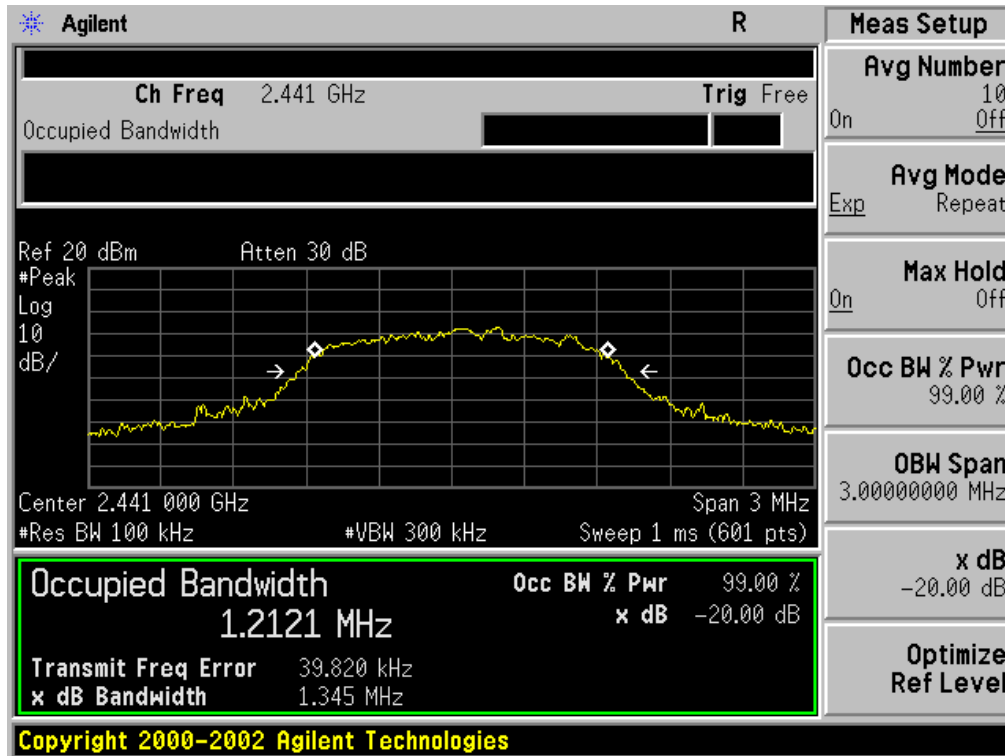 Agilent R Meas Setup
Ch Freq 2.441 GHz Trig Free
Occupied Bandwidth
Avg Number
10
On Off
Avg Mode
Exp Repeat
Max Hold
On Off
Occ BW % Pwr
99.00 %
OBW Span
3.00000000 MHz
x dB
-20.00 dB
Optimize
Ref Level
Ref 20 dBm Atten 30 dB
#Peak
Log
10
dB/
Center 2.441 000 GHz Span 3 MHz
#Res BW 100 kHz #VBW 300 kHz Sweep 1 ms (601 pts)
Occupied Bandwidth Occ BW % Pwr 99.00 %
1.2121 MHz x dB -20.00 dB
Transmit Freq Error 39.820 kHz
x dB Bandwidth 1.345 MHz
Copyright 2000-2002 Agilent Technologies